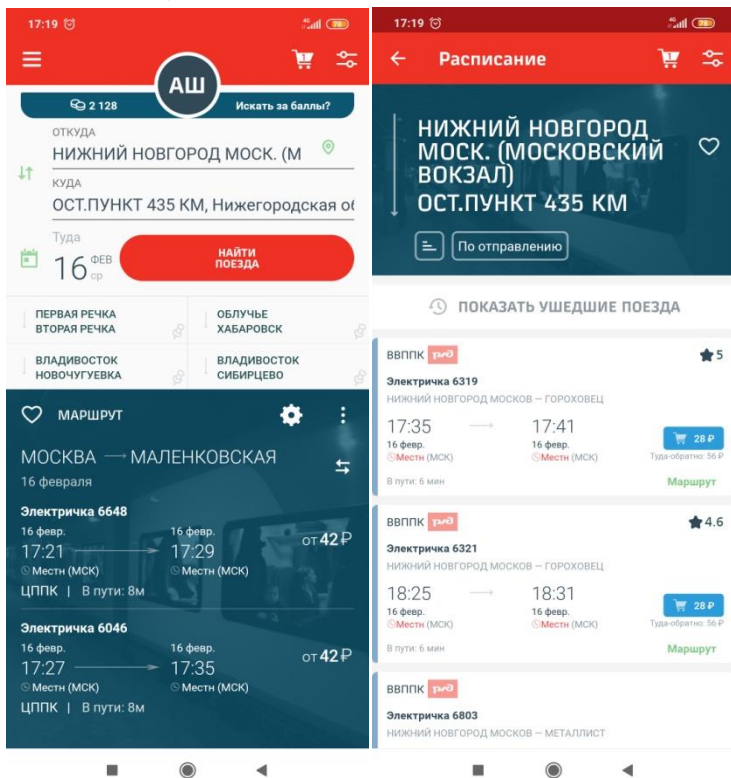 17:19
4G
78
1
АШ
2 128
Искать за баллы?
ОТКУДА
НИЖНИЙ НОВГОРОД МОСК. (М
КУДА
ОСТ.ПУНКТ 435 КМ, Нижегородская об
Туда
16 ФЕВ
ср
НАЙТИ
ПОЕЗДА
ПЕРВАЯ РЕЧКА
ВТОРАЯ РЕЧКА
ОБЛУЧЬЕ
ХАБАРОВСК
ВЛАДИВОСТОК
НОВОЧУГУЕВКА
ВЛАДИВОСТОК
СИБИРЦЕВО
МАРШРУТ
МОСКВА → МАЛЕНКОВСКАЯ
16 февраля
Электричка 6648
16 февр.
16 февр.
17:21 → 17:29
от 42 ₽
Местн (МСК)
Местн (МСК)
ЦППК | В пути: 8м
Электричка 6046
16 февр.
16 февр.
17:27 → 17:35
от 42 ₽
Местн (МСК)
Местн (МСК)
ЦППК | В пути: 8м
17:19
4G
78
Расписание
1
НИЖНИЙ НОВГОРОД
МОСК. (МОСКОВСКИЙ
ВОКЗАЛ)
ОСТ.ПУНКТ 435 КМ
По отправлению
ПОКАЗАТЬ УШЕДШИЕ ПОЕЗДА
ВВППК ржд
5
Электричка 6319
НИЖНИЙ НОВГОРОД МОСКОВ — ГОРОХОВЕЦ
17:35 → 17:41
16 февр.
16 февр.
28 ₽
Местн (МСК)
Местн (МСК)
Туда-обратно: 56 ₽
В пути: 6 мин
Маршрут
ВВППК ржд
4.6
Электричка 6321
НИЖНИЙ НОВГОРОД МОСКОВ — ГОРОХОВЕЦ
18:25 → 18:31
16 февр.
16 февр.
28 ₽
Местн (МСК)
Местн (МСК)
Туда-обратно: 56 ₽
В пути: 6 мин
Маршрут
ВВППК ржд
Электричка 6803
НИЖНИЙ НОВГОРОД МОСКОВ — МЕТАЛЛИСТ